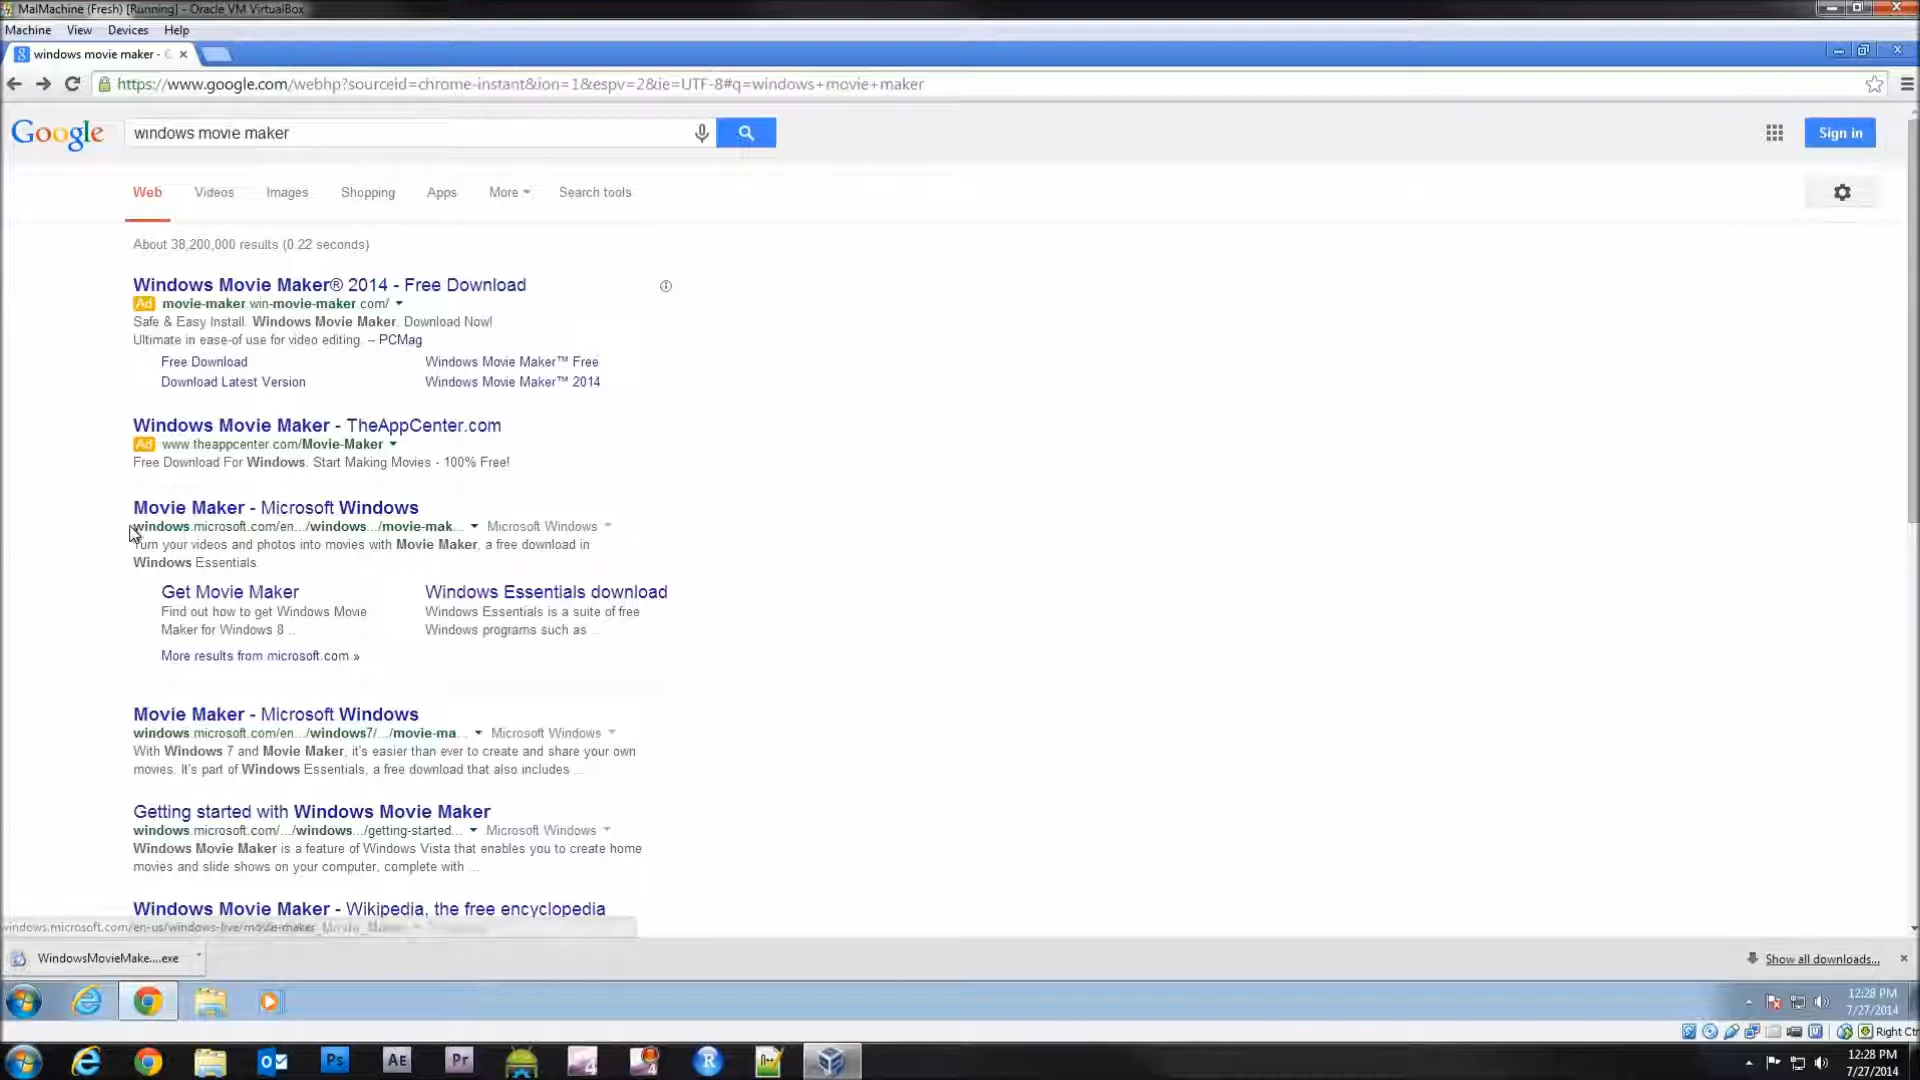 MalMachine (Fresh) [Running] - Oracle VM VirtualBox
Machine View Devices Help
windows movie maker -
https://www.google.com/webhp?sourceid=chrome-instant&ion=1&espv=2&ie=UTF-8#q=windows+movie+maker
Google windows movie maker Sign in
Web Videos Images Shopping Apps More Search tools
About 38,200,000 results (0.22 seconds)
Windows Movie Maker® 2014 - Free Download
Ad movie-maker.win-movie-maker.com/
Safe & Easy Install. Windows Movie Maker. Download Now!
Ultimate in ease-of use for video editing. – PCMag
Free Download Windows Movie Maker™ Free
Download Latest Version Windows Movie Maker™ 2014
Windows Movie Maker - TheAppCenter.com
Ad www.theappcenter.com/Movie-Maker
Free Download For Windows. Start Making Movies - 100% Free!
Movie Maker - Microsoft Windows
windows.microsoft.com/en.../windows.../movie-mak... Microsoft Windows
Turn your videos and photos into movies with Movie Maker, a free download in
Windows Essentials.
Get Movie Maker Windows Essentials download
Find out how to get Windows Movie Windows Essentials is a suite of free
Maker for Windows 8 ... Windows programs such as ...
More results from microsoft.com »
Movie Maker - Microsoft Windows
windows.microsoft.com/en.../windows7/.../movie-ma... Microsoft Windows
With Windows 7 and Movie Maker, it's easier than ever to create and share your own
movies. It's part of Windows Essentials, a free download that also includes ...
Getting started with Windows Movie Maker
windows.microsoft.com/.../windows.../getting-started... Microsoft Windows
Windows Movie Maker is a feature of Windows Vista that enables you to create home
movies and slide shows on your computer, complete with ...
Windows Movie Maker - Wikipedia, the free encyclopedia
windows.microsoft.com/en-us/windows-live/movie-maker
WindowsMovieMake....exe Show all downloads...
12:28 PM
7/27/2014
Right Ctr
Ps AE Pr
12:28 PM
7/27/2014